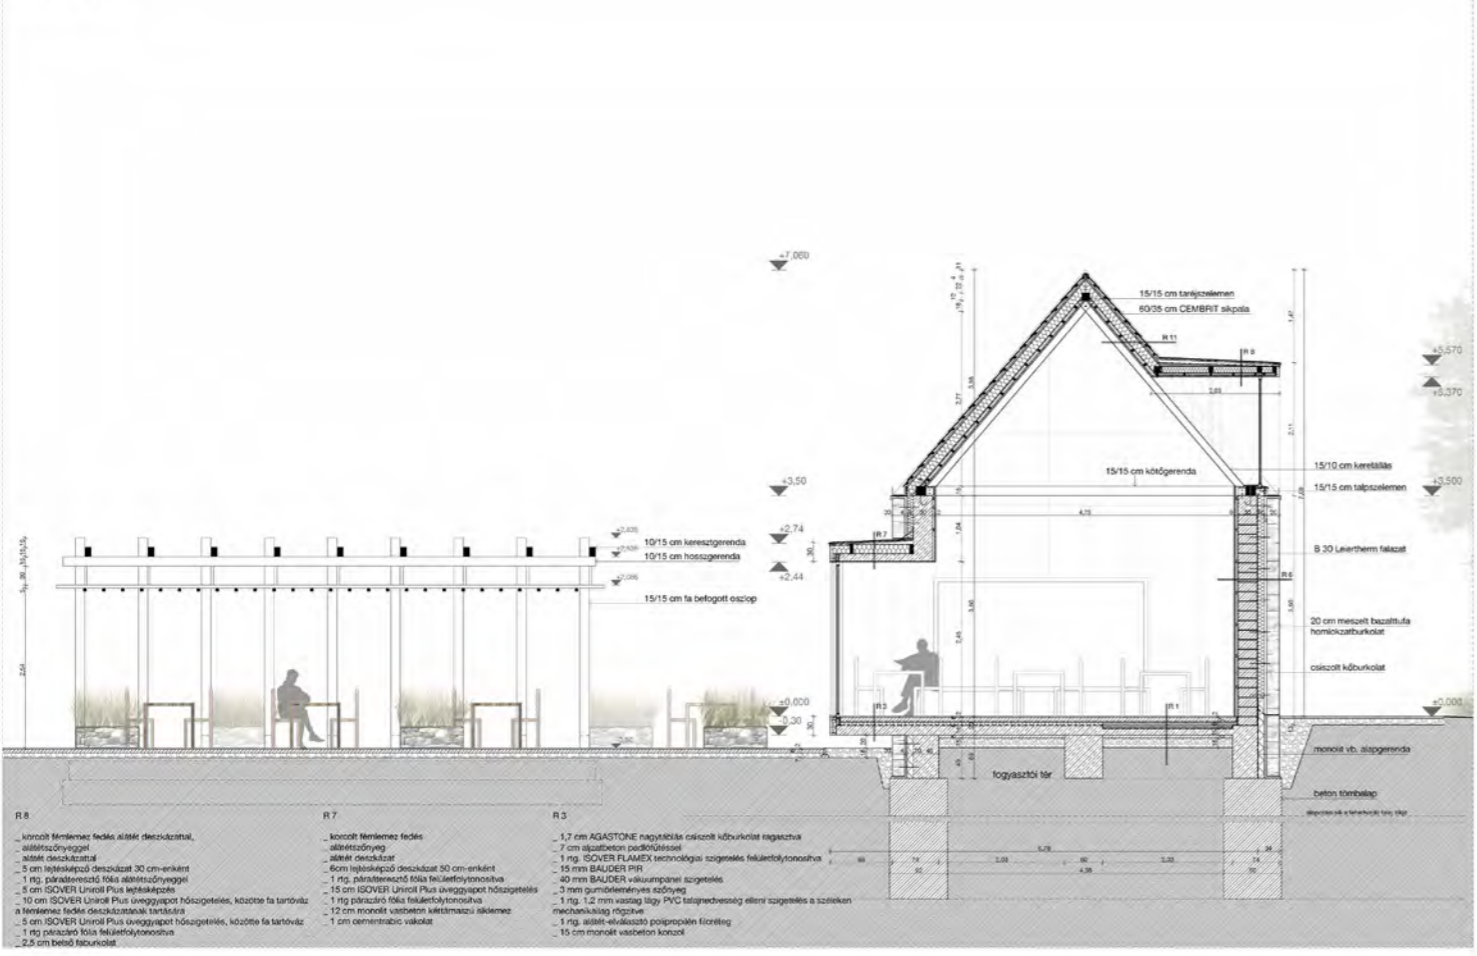 +7,060
15/15 cm taréjszelemen
60/35 cm CEMBRIT síkpala
R 11
R 8
+5,570
+5,370
2,11
15/10 cm keretállás
15/15 cm kötőgerenda
15/15 cm talpszelemen
+3,50
+3,500
4,75
R 7
+2,74
+2,44
10/15 cm keresztgerenda
10/15 cm hosszgerenda
B 30 Leiertherm falazat
R 6
15/15 cm fa befogott oszlop
20 cm meszelt bazalttufa
homlokzatburkolat
csiszolt kőburkolat
±0,000
±0,000
-0,30
R 3
R 1
monolit vb. alapgerenda
fogyasztói tér
beton tömbalap
R 8
_ korcolt fémlemez fedés alátét deszkázattal,
_ alátétszőnyeggel
_ alátét deszkázattal
_ 5 cm lejtésképző deszkázat 30 cm-enként
_ 1 rtg. páraáteresztő fólia alátétszőnyeggel
_ 5 cm ISOVER Uniroll Plus lejtésképzés
_ 10 cm ISOVER Uniroll Plus üveggyapot hőszigetelés, közötte fa tartóváz
a fémlemez fedés deszkázatának tartására
_ 5 cm ISOVER Uniroll Plus üveggyapot hőszigetelés, közötte fa tartóváz
_ 1 rtg párazáró fólia felületfolytonosítva
_ 2,5 cm belső faburkolat
R 7
_ korcolt fémlemez fedés
_ alátétszőnyeg
_ alátét deszkázat
_ 6cm lejtésképző deszkázat 50 cm-enként
_ 1 rtg. páraáteresztő fólia felületfolytonosítva
_ 15 cm ISOVER Uniroll Plus üveggyapot hőszigetelés
_ 1 rtg párazáró fólia felületfolytonosítva
_ 12 cm monolit vasbeton kéttámaszú síklemez
_ 1 cm cementrabic vakolat
R 3
_ 1,7 cm AGASTONE nagytáblás csiszolt kőburkolat ragasztva
_ 7 cm aljzatbeton padlófűtéssel
_ 1 rtg. ISOVER FLAMEX technológiai szigetelés felületfolytonosítva
_ 15 mm BAUDER PIR
_ 40 mm BAUDER vákuumpanel szigetelés
_ 3 mm gumiőrleményes szőnyeg
_ 1 rtg. 1,2 mm vastag lágy PVC talajnedvesség elleni szigetelés a széleken
mechanikailag rögzítve
_ 1 rtg. alátét-elválasztó polipropilén filcréteg
_ 15 cm monolit vasbeton konzol